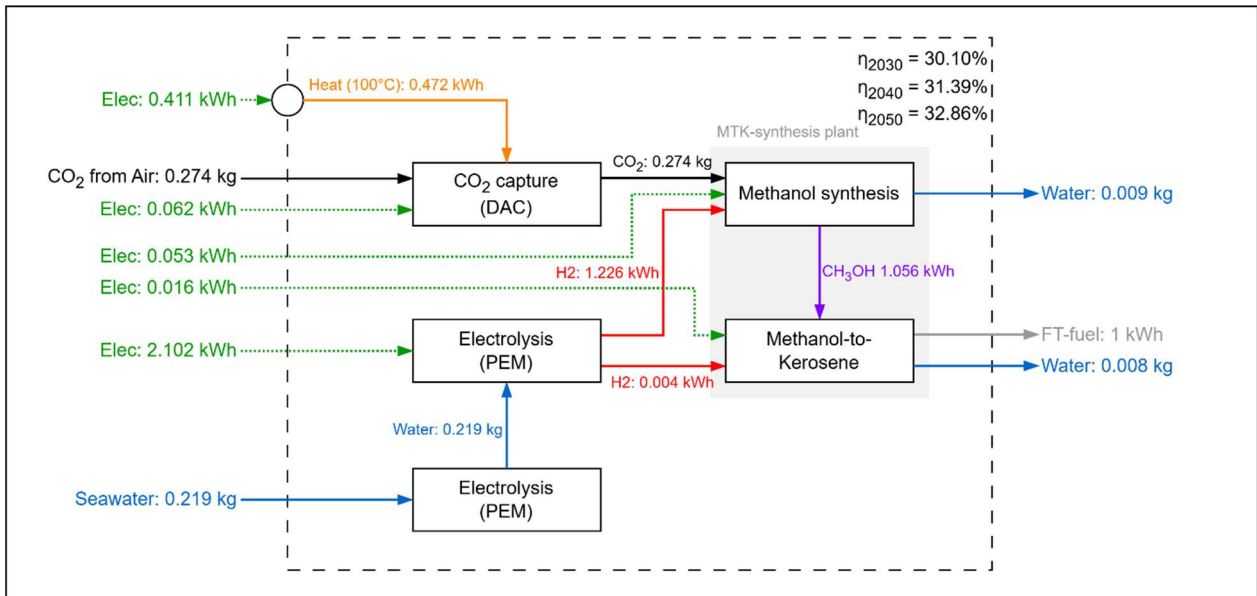 η2030 = 30.10%
η2040 = 31.39%
η2050 = 32.86%
Heat (100°C): 0.472 kWh
Elec: 0.411 kWh
MTK-synthesis plant
CO2 from Air: 0.274 kg
CO2 capture
(DAC)
CO2: 0.274 kg
Methanol synthesis
Water: 0.009 kg
Elec: 0.062 kWh
Elec: 0.053 kWh
H2: 1.226 kWh
CH3OH 1.056 kWh
Elec: 0.016 kWh
Elec: 2.102 kWh
Electrolysis
(PEM)
H2: 0.004 kWh
Methanol-to-
Kerosene
FT-fuel: 1 kWh
Water: 0.008 kg
Water: 0.219 kg
Seawater: 0.219 kg
Electrolysis
(PEM)